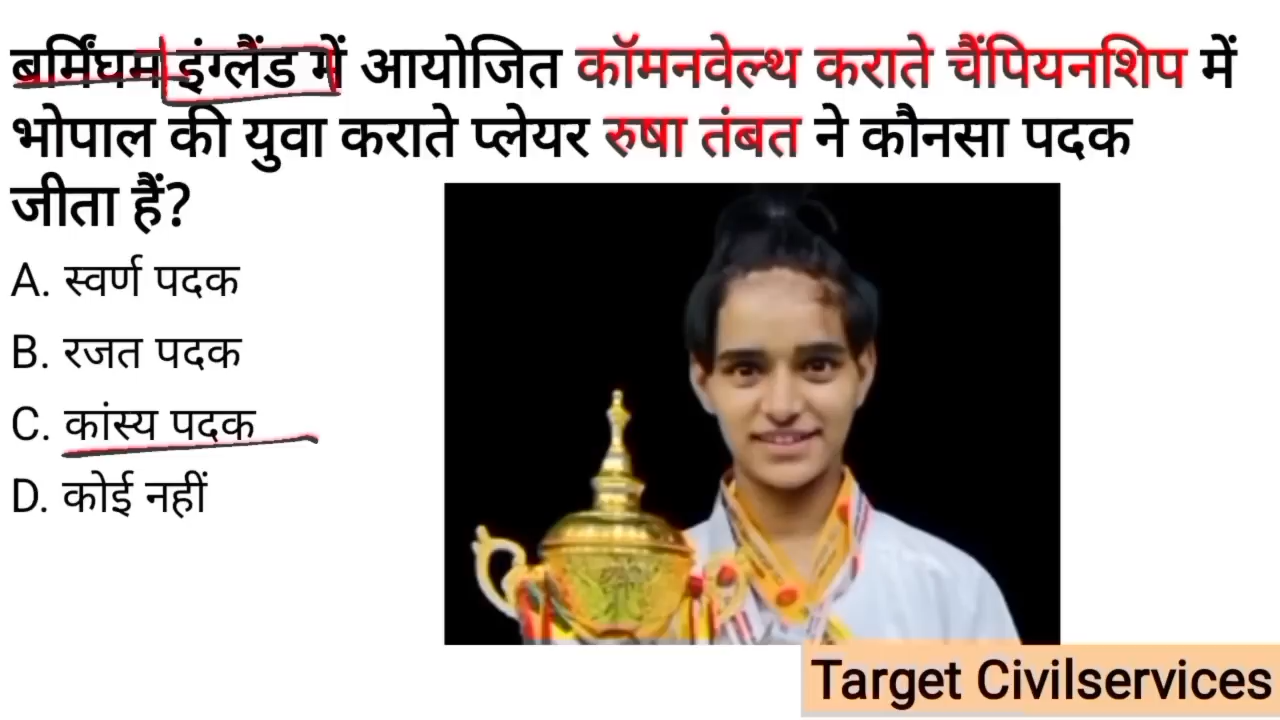 बर्मिंघम इंग्लैंड में आयोजित कॉमनवेल्थ कराते चैंपियनशिप में
भोपाल की युवा कराते प्लेयर रुषा तंबत ने कौनसा पदक
जीता हैं?
A. स्वर्ण पदक
B. रजत पदक
C. कांस्य पदक
D. कोई नहीं
Target Civilservices